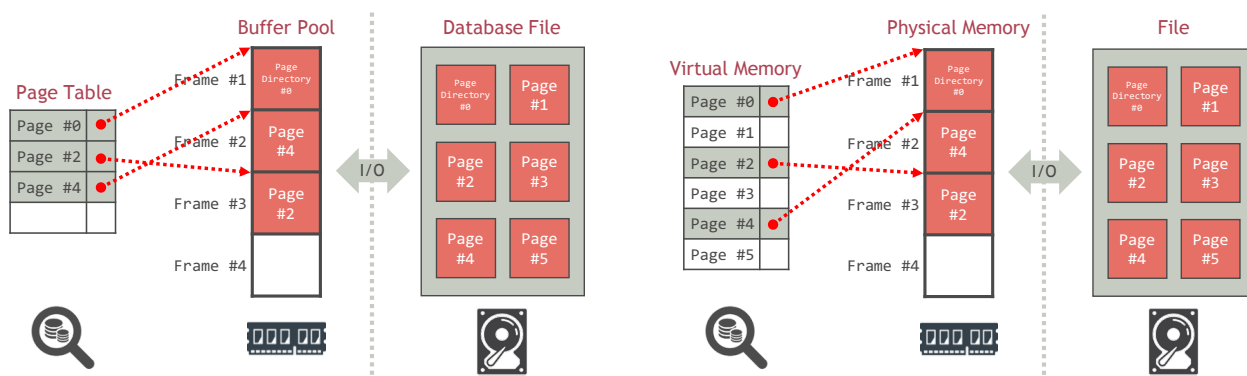 Buffer Pool
Database File
Page Table
Page #0
Page #2
Page #4
Frame #1
Frame #2
Frame #3
Frame #4
Page
Directory
#0
Page
#4
Page
#2
I/O
Page
Directory
#0
Page
#1
Page
#2
Page
#3
Page
#4
Page
#5
Physical Memory
File
Virtual Memory
Page #0
Page #1
Page #2
Page #3
Page #4
Page #5
Frame #1
Frame #2
Frame #3
Frame #4
Page
Directory
#0
Page
#4
Page
#2
I/O
Page
Directory
#0
Page
#1
Page
#2
Page
#3
Page
#4
Page
#5